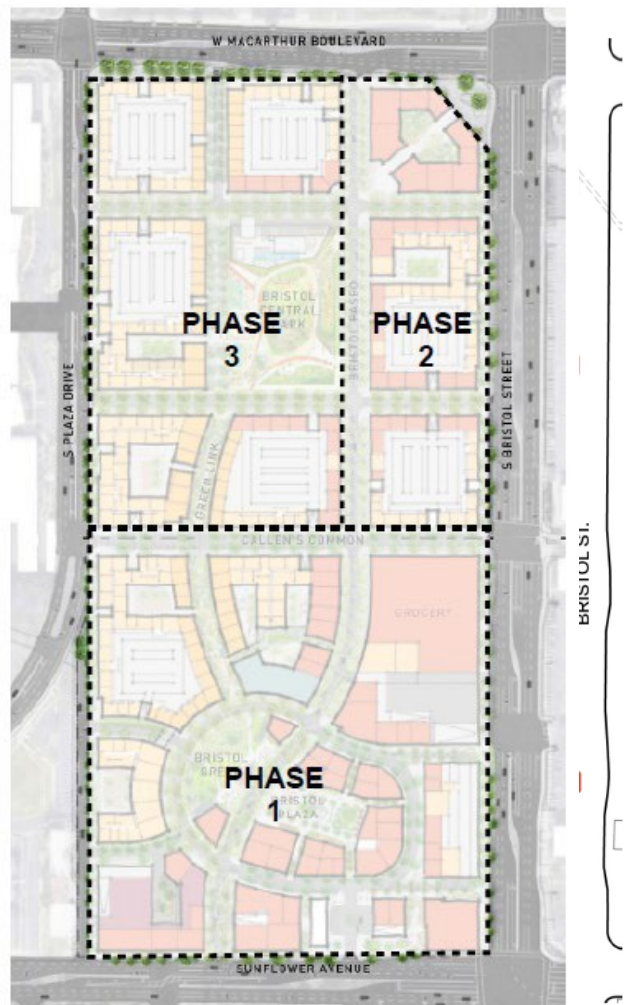 W MACARTHUR BOULEVARD
BRISTOL
CENTRAL
PARK
PHASE
3
PHASE
2
BRISTOL PASEO
S PLAZA DRIVE
S BRISTOL STREET
GREEN LINK
CALLEN'S COMMON
BRISTOL ST.
GROCERY
BRISTOL
GREEN
PHASE
1
BRISTOL
PLAZA
SUNFLOWER AVENUE